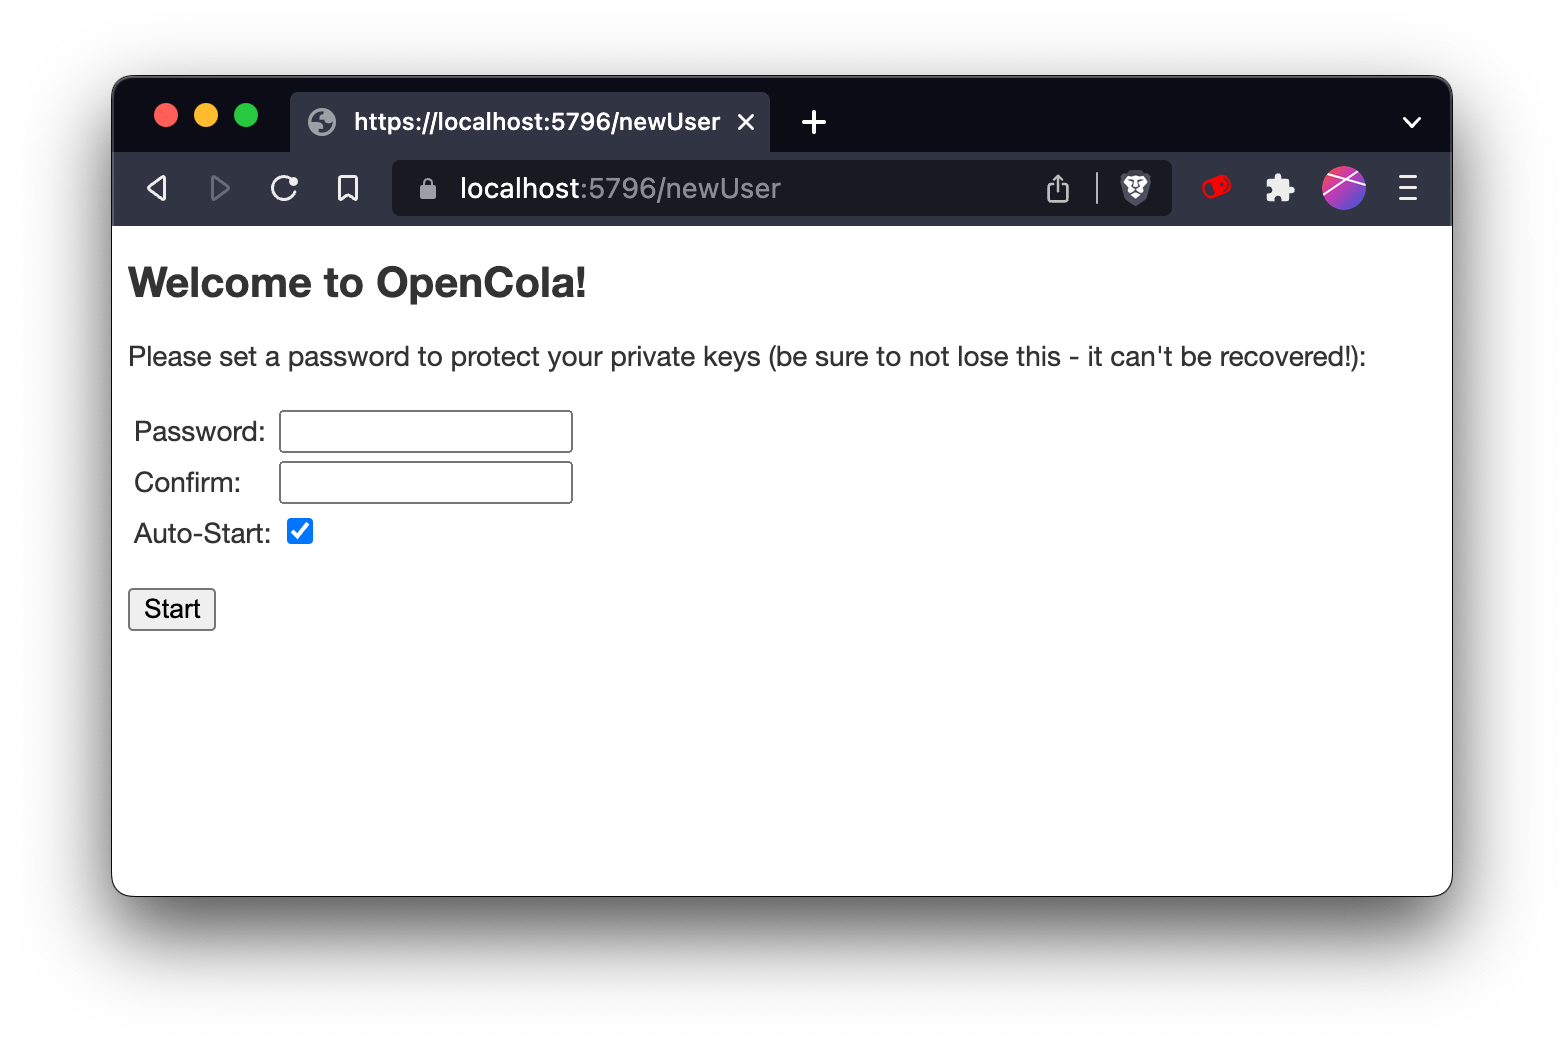 https://localhost:5796/newUser
localhost:5796/newUser
Welcome to OpenCola!
Please set a password to protect your private keys (be sure to not lose this - it can't be recovered!):
Password:
Confirm:
Auto-Start:
Start